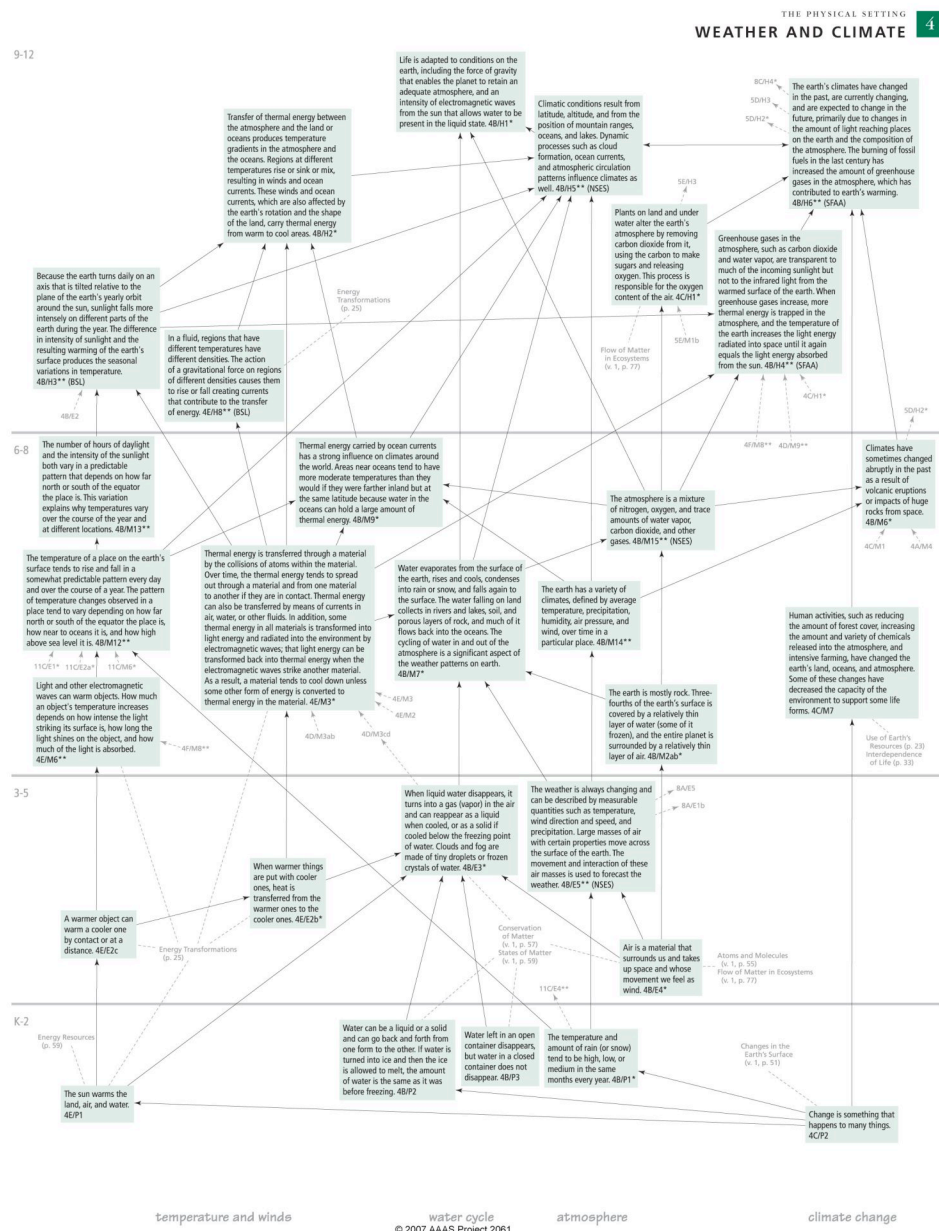 THE PHYSICAL SETTING
WEATHER AND CLIMATE
4
9-12
Life is adapted to conditions on the
earth, including the force of gravity
that enables the planet to retain an
adequate atmosphere, and an
intensity of electromagnetic waves
from the sun that allows water to be
present in the liquid state. 4B/H1*
Transfer of thermal energy between
the atmosphere and the land or
oceans produces temperature
gradients in the atmosphere and
the oceans. Regions at different
temperatures rise or sink or mix,
resulting in winds and ocean
currents. These winds and ocean
currents, which are also affected by
the earth's rotation and the shape
of the land, carry thermal energy
from warm to cool areas. 4B/H2*
Climatic conditions result from
latitude, altitude, and from the
position of mountain ranges,
oceans, and lakes. Dynamic
processes such as cloud
formation, ocean currents,
and atmospheric circulation
patterns influence climates as
well. 4B/H5** (NSES)
8C/H4*
5D/H3
5D/H2*
The earth's climates have changed
in the past, are currently changing,
and are expected to change in the
future, primarily due to changes in
the amount of light reaching places
on the earth and the composition of
the atmosphere. The burning of fossil
fuels in the last century has
increased the amount of greenhouse
gases in the atmosphere, which has
contributed to earth's warming.
4B/H6** (SFAA)
5E/H3
Plants on land and under
water alter the earth's
atmosphere by removing
carbon dioxide from it,
using the carbon to make
sugars and releasing
oxygen. This process is
responsible for the oxygen
content of the air. 4C/H1*
Greenhouse gases in the
atmosphere, such as carbon dioxide
and water vapor, are transparent to
much of the incoming sunlight but
not to the infrared light from the
warmed surface of the earth. When
greenhouse gases increase, more
thermal energy is trapped in the
atmosphere, and the temperature of
the earth increases the light energy
radiated into space until it again
equals the light energy absorbed
from the sun. 4B/H4** (SFAA)
Because the earth turns daily on an
axis that is tilted relative to the
plane of the earth's yearly orbit
around the sun, sunlight falls more
intensely on different parts of the
earth during the year. The difference
in intensity of sunlight and the
resulting warming of the earth's
surface produces the seasonal
variations in temperature.
4B/H3** (BSL)
Energy
Transformations
(p. 25)
In a fluid, regions that have
different temperatures have
different densities. The action
of a gravitational force on regions
of different densities causes them
to rise or fall creating currents
that contribute to the transfer
of energy. 4E/H8** (BSL)
Flow of Matter
in Ecosystems
(v. 1, p. 77)
5E/M1b
4C/H1*
4B/E2
5D/H2*
4F/M8**
4D/M9**
6-8
The number of hours of daylight
and the intensity of the sunlight
both vary in a predictable
pattern that depends on how far
north or south of the equator
the place is. This variation
explains why temperatures vary
over the course of the year and
at different locations. 4B/M13**
Thermal energy carried by ocean currents
has a strong influence on climates around
the world. Areas near oceans tend to have
more moderate temperatures than they
would if they were farther inland but at
the same latitude because water in the
oceans can hold a large amount of
thermal energy. 4B/M9*
Climates have
sometimes changed
abruptly in the past
as a result of
volcanic eruptions
or impacts of huge
rocks from space.
4B/M6*
4C/M1
4A/M4
The atmosphere is a mixture
of nitrogen, oxygen, and trace
amounts of water vapor,
carbon dioxide, and other
gases. 4B/M15** (NSES)
The temperature of a place on the earth's
surface tends to rise and fall in a
somewhat predictable pattern every day
and over the course of a year. The pattern
of temperature changes observed in a
place tend to vary depending on how far
north or south of the equator the place is,
how near to oceans it is, and how high
above sea level it is. 4B/M12**
11C/E1*
11C/E2a*
11C/M6*
Thermal energy is transferred through a material
by the collisions of atoms within the material.
Over time, the thermal energy tends to spread
out through a material and from one material
to another if they are in contact. Thermal energy
can also be transferred by means of currents in
air, water, or other fluids. In addition, some
thermal energy in all materials is transformed into
light energy and radiated into the environment by
electromagnetic waves; that light energy can be
transformed back into thermal energy when the
electromagnetic waves strike another material.
As a result, a material tends to cool down unless
some other form of energy is converted to
thermal energy in the material. 4E/M3*
Water evaporates from the surface of
the earth, rises and cools, condenses
into rain or snow, and falls again to
the surface. The water falling on land
collects in rivers and lakes, soil, and
porous layers of rock, and much of it
flows back into the oceans. The
cycling of water in and out of the
atmosphere is a significant aspect of
the weather patterns on earth.
4B/M7*
The earth has a variety of
climates, defined by average
temperature, precipitation,
humidity, air pressure, and
wind, over time in a
particular place. 4B/M14**
Human activities, such as reducing
the amount of forest cover, increasing
the amount and variety of chemicals
released into the atmosphere, and
intensive farming, have changed the
earth's land, oceans, and atmosphere.
Some of these changes have
decreased the capacity of the
environment to support some life
forms. 4C/M7
Light and other electromagnetic
waves can warm objects. How much
an object's temperature increases
depends on how intense the light
striking its surface is, how long the
light shines on the object, and how
much of the light is absorbed.
4E/M6**
4F/M8**
4E/M3
4E/M2
4D/M3ab
4D/M3cd
The earth is mostly rock. Three-
fourths of the earth's surface is
covered by a relatively thin
layer of water (some of it
frozen), and the entire planet is
surrounded by a relatively thin
layer of air. 4B/M2ab*
Use of Earth's
Resources (p. 23)
Interdependence
of Life (p. 33)
3-5
When liquid water disappears, it
turns into a gas (vapor) in the air
and can reappear as a liquid
when cooled, or as a solid if
cooled below the freezing point
of water. Clouds and fog are
made of tiny droplets or frozen
crystals of water. 4B/E3*
The weather is always changing and
can be described by measurable
quantities such as temperature,
wind direction and speed, and
precipitation. Large masses of air
with certain properties move across
the surface of the earth. The
movement and interaction of these
air masses is used to forecast the
weather. 4B/E5** (NSES)
8A/E5
8A/E1b
When warmer things
are put with cooler
ones, heat is
transferred from the
warmer ones to the
cooler ones. 4E/E2b*
A warmer object can
warm a cooler one
by contact or at a
distance. 4E/E2c
Energy Transformations
(p. 25)
Conservation
of Matter
(v. 1, p. 57)
States of Matter
(v. 1, p. 59)
Air is a material that
surrounds us and takes
up space and whose
movement we feel as
wind. 4B/E4*
Atoms and Molecules
(v. 1, p. 55)
Flow of Matter in Ecosystems
(v. 1, p. 77)
11C/E4**
K-2
Energy Resources
(p. 59)
Water can be a liquid or a solid
and can go back and forth from
one form to the other. If water is
turned into ice and then the ice
is allowed to melt, the amount
of water is the same as it was
before freezing. 4B/P2
Water left in an open
container disappears,
but water in a closed
container does not
disappear. 4B/P3
The temperature and
amount of rain (or snow)
tend to be high, low, or
medium in the same
months every year. 4B/P1*
Changes in the
Earth's Surface
(v. 1, p. 51)
The sun warms the
land, air, and water.
4E/P1
Change is something that
happens to many things.
4C/P2
temperature and winds
water cycle
atmosphere
climate change
© 2007 AAAS Project 2061